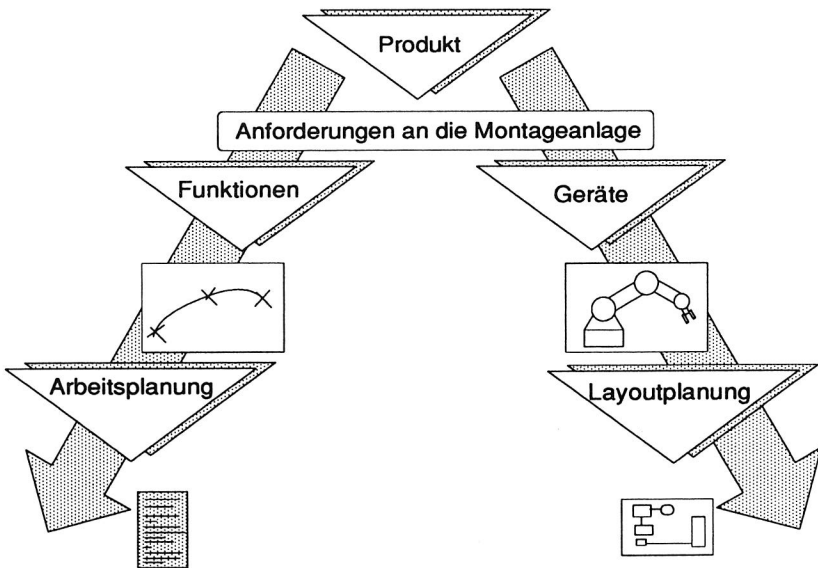 Produkt
Anforderungen an die Montageanlage
Funktionen
Geräte
Arbeitsplanung
Layoutplanung